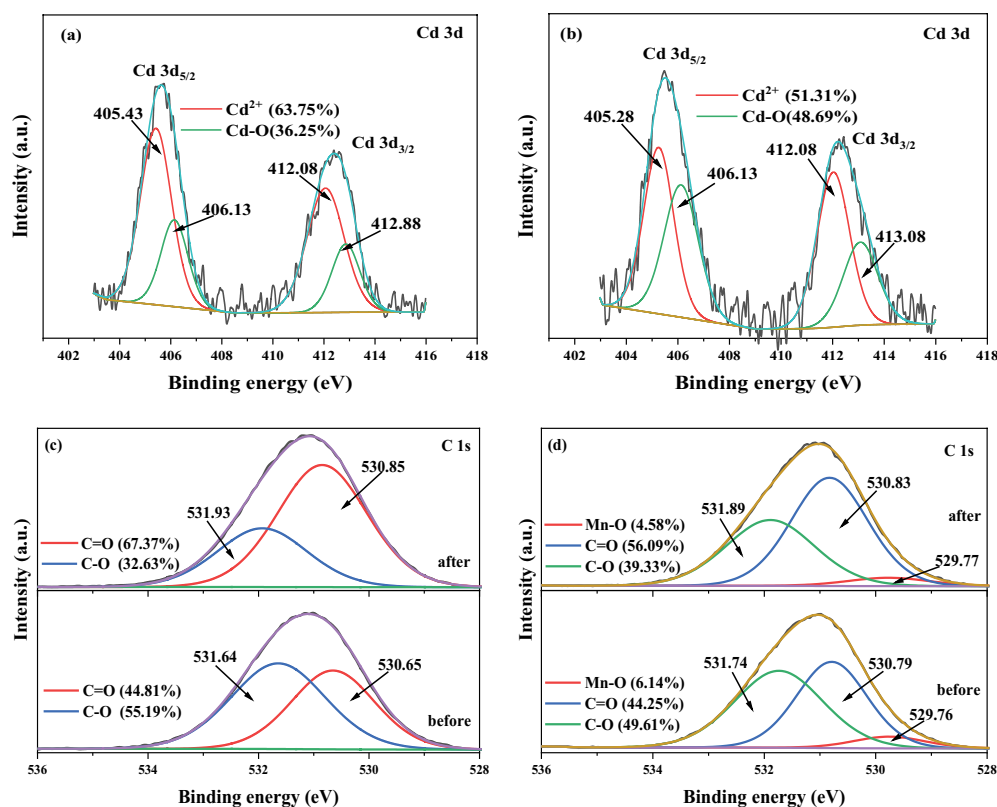 (a)
Cd 3d
Cd 3d5/2
405.43
Cd2+ (63.75%)
Cd-O(36.25%)
Cd 3d3/2
412.08
406.13
412.88
Intensity (a.u.)
402 404 406 408 410 412 414 416 418
Binding energy (eV)
(b)
Cd 3d
Cd 3d5/2
Cd2+ (51.31%)
Cd-O(48.69%)
405.28
Cd 3d3/2
412.08
406.13
413.08
Intensity (a.u.)
402 404 406 408 410 412 414 416 418
Binding energy (eV)
(c)
C 1s
530.85
531.93
C=O (67.37%)
C-O (32.63%)
after
531.64
530.65
C=O (44.81%)
C-O (55.19%)
before
Intensity (a.u.)
536 534 532 530 528
Binding energy (eV)
(d)
C 1s
530.83
531.89
after
Mn-O (4.58%)
C=O (56.09%)
C-O (39.33%)
529.77
531.74
530.79
Mn-O (6.14%)
C=O (44.25%)
C-O (49.61%)
before
529.76
Intensity (a.u.)
536 534 532 530 528
Binding energy (eV)